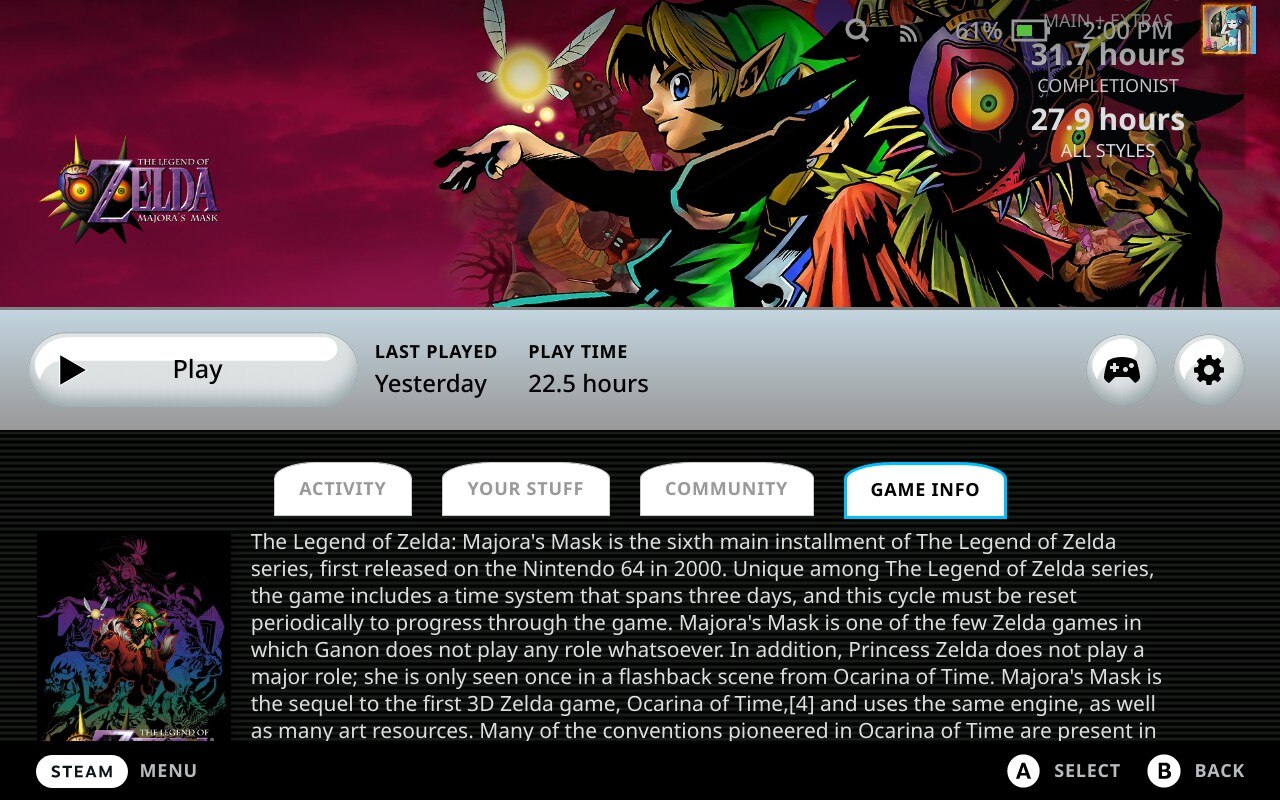 61%
2:00 PM
MAIN + EXTRAS
31.7 hours
COMPLETIONIST
27.9 hours
ALL STYLES
THE LEGEND OF
ZELDA
MAJORA'S MASK
Play
LAST PLAYED
Yesterday
PLAY TIME
22.5 hours
ACTIVITY
YOUR STUFF
COMMUNITY
GAME INFO
The Legend of Zelda: Majora's Mask is the sixth main installment of The Legend of Zelda
series, first released on the Nintendo 64 in 2000. Unique among The Legend of Zelda series,
the game includes a time system that spans three days, and this cycle must be reset
periodically to progress through the game. Majora's Mask is one of the few Zelda games in
which Ganon does not play any role whatsoever. In addition, Princess Zelda does not play a
major role; she is only seen once in a flashback scene from Ocarina of Time. Majora's Mask is
the sequel to the first 3D Zelda game, Ocarina of Time,[4] and uses the same engine, as well
as many art resources. Many of the conventions pioneered in Ocarina of Time are present in
THE LEGEND OF
STEAM MENU
A SELECT
B BACK